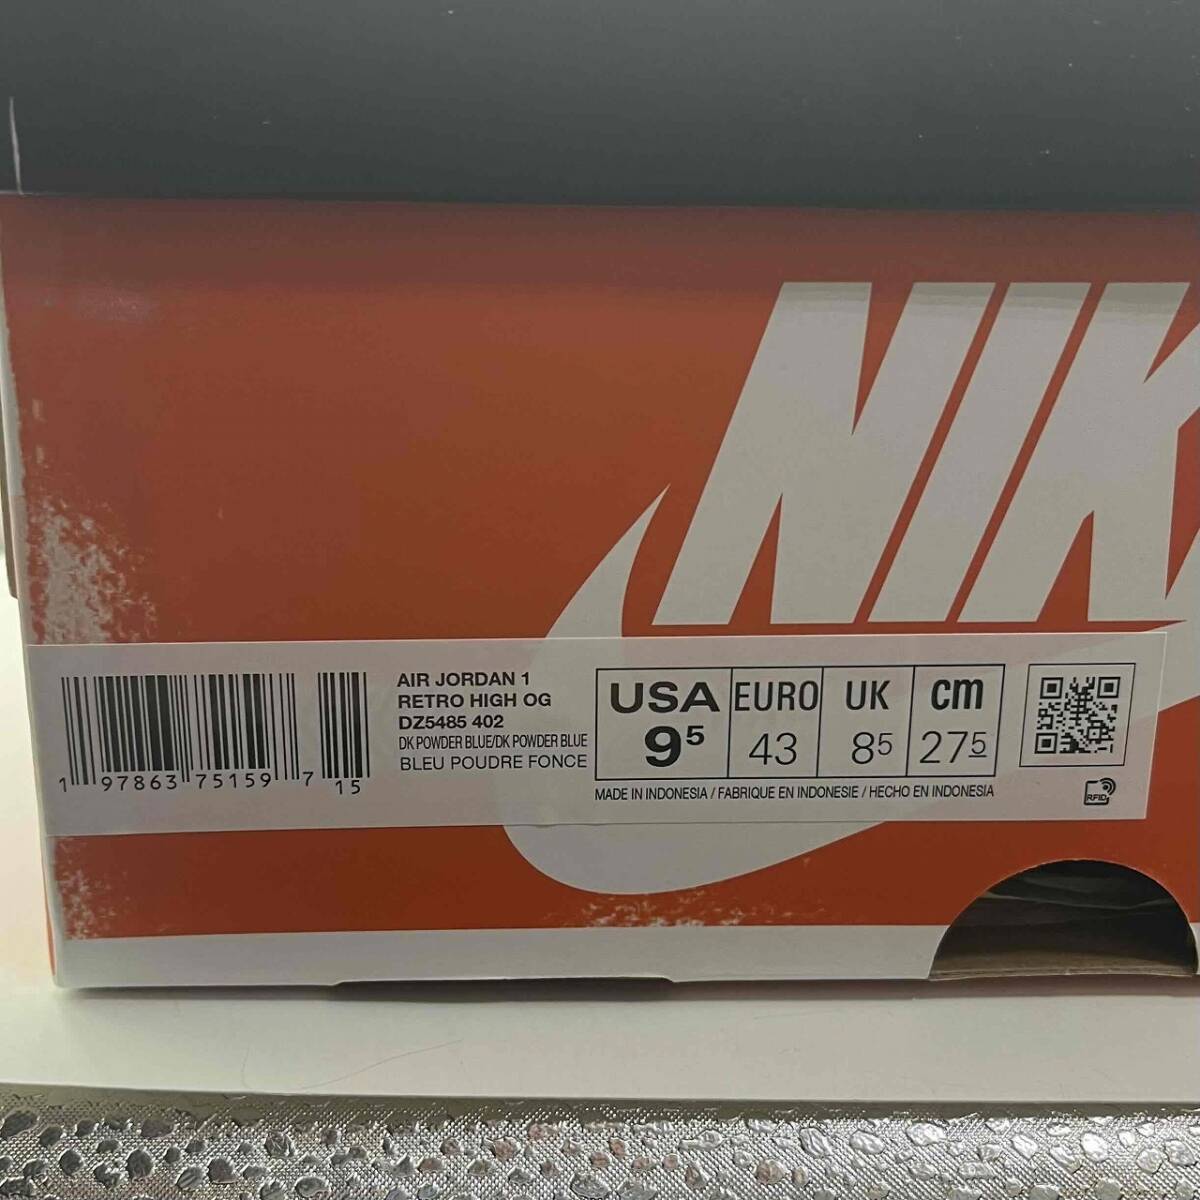 NIK
AIR JORDAN 1
RETRO HIGH OG
DZ5485 402
DK POWDER BLUE/DK POWDER BLUE
BLEU POUDRE FONCE
1 97863 75159 7 15
USA EURO UK cm
9⁵ 43 8⁵ 27⁵
MADE IN INDONESIA / FABRIQUE EN INDONESIE / HECHO EN INDONESIA
RFID